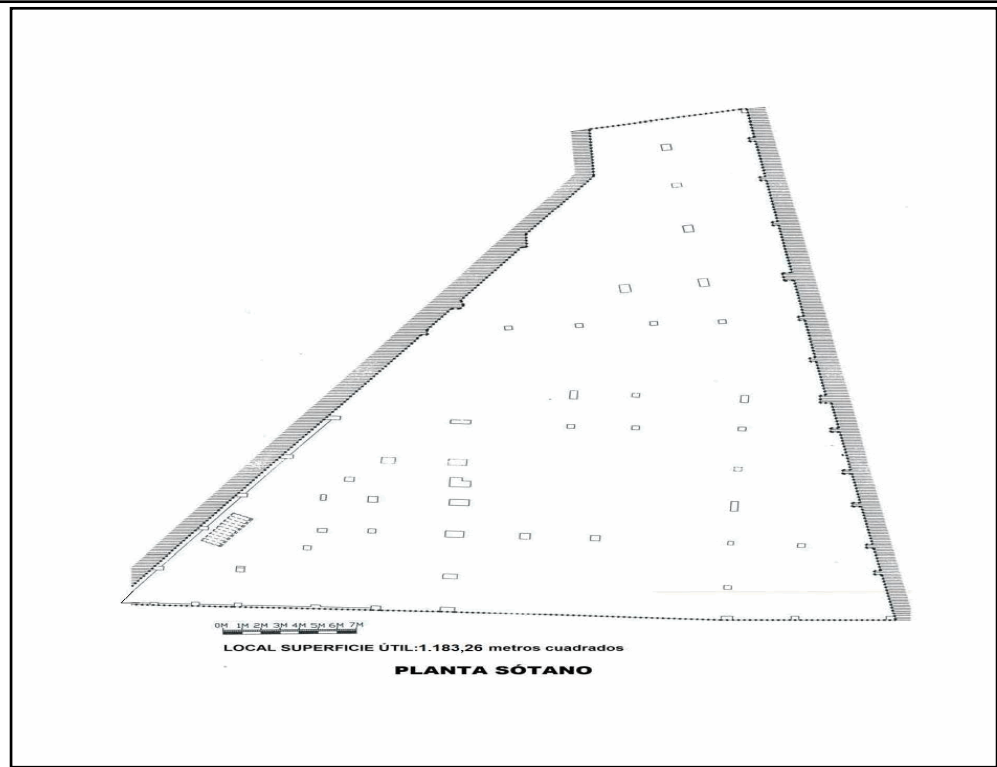 0M 1M 2M 3M 4M 5M 6M 7M
LOCAL SUPERFICIE ÚTIL:1.183,26 metros cuadrados
PLANTA SÓTANO